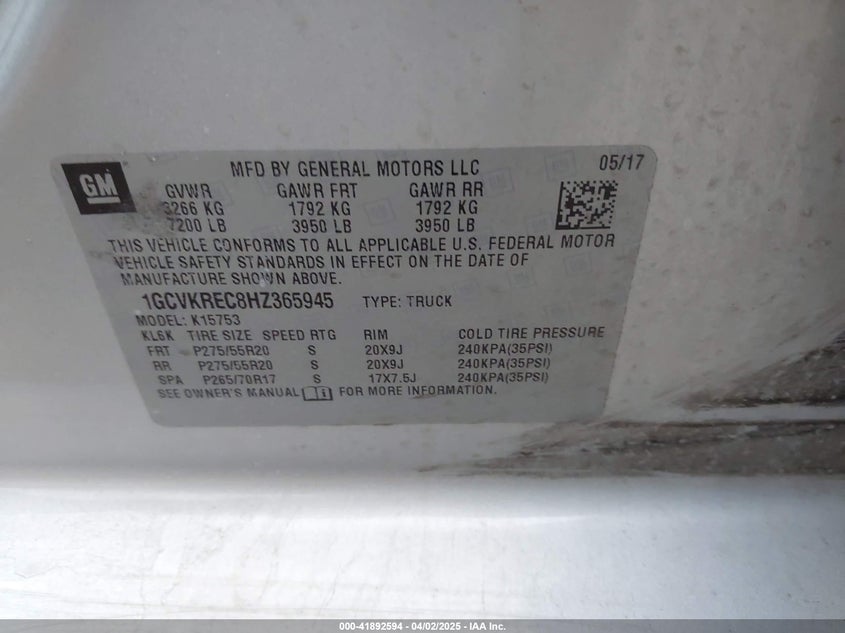 GM
MFD BY GENERAL MOTORS LLC 05/17
GVWR GAWR FRT GAWR RR
3266 KG 1792 KG 1792 KG
7200 LB 3950 LB 3950 LB
THIS VEHICLE CONFORMS TO ALL APPLICABLE U.S. FEDERAL MOTOR
VEHICLE SAFETY STANDARDS IN EFFECT ON THE DATE OF
MANUFACTURE SHOWN ABOVE.
1GCVKREC8HZ365945 TYPE: TRUCK
MODEL: K15753
KL6K TIRE SIZE SPEED RTG RIM COLD TIRE PRESSURE
FRT P275/55R20 S 20X9J 240KPA(35PSI)
RR P275/55R20 S 20X9J 240KPA(35PSI)
SPA P265/70R17 S 17X7.5J 240KPA(35PSI)
SEE OWNER'S MANUAL FOR MORE INFORMATION.
000-41892594 - 04/02/2025 - IAA Inc.